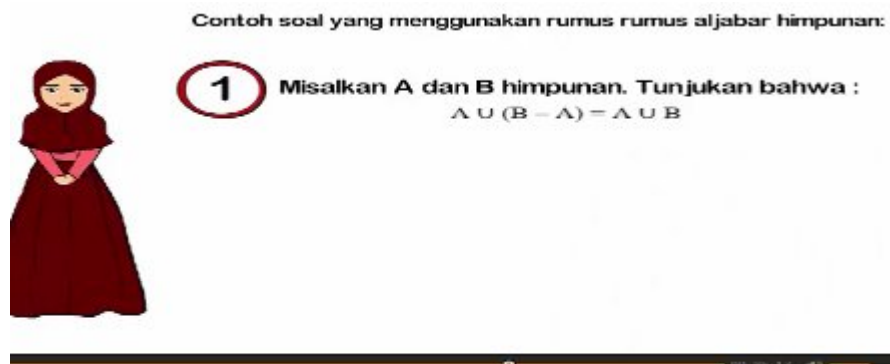 Contoh soal yang menggunakan rumus rumus aljabar himpunan:
1 Misalkan A dan B himpunan. Tunjukan bahwa :
A ∪ (B – A) = A ∪ B